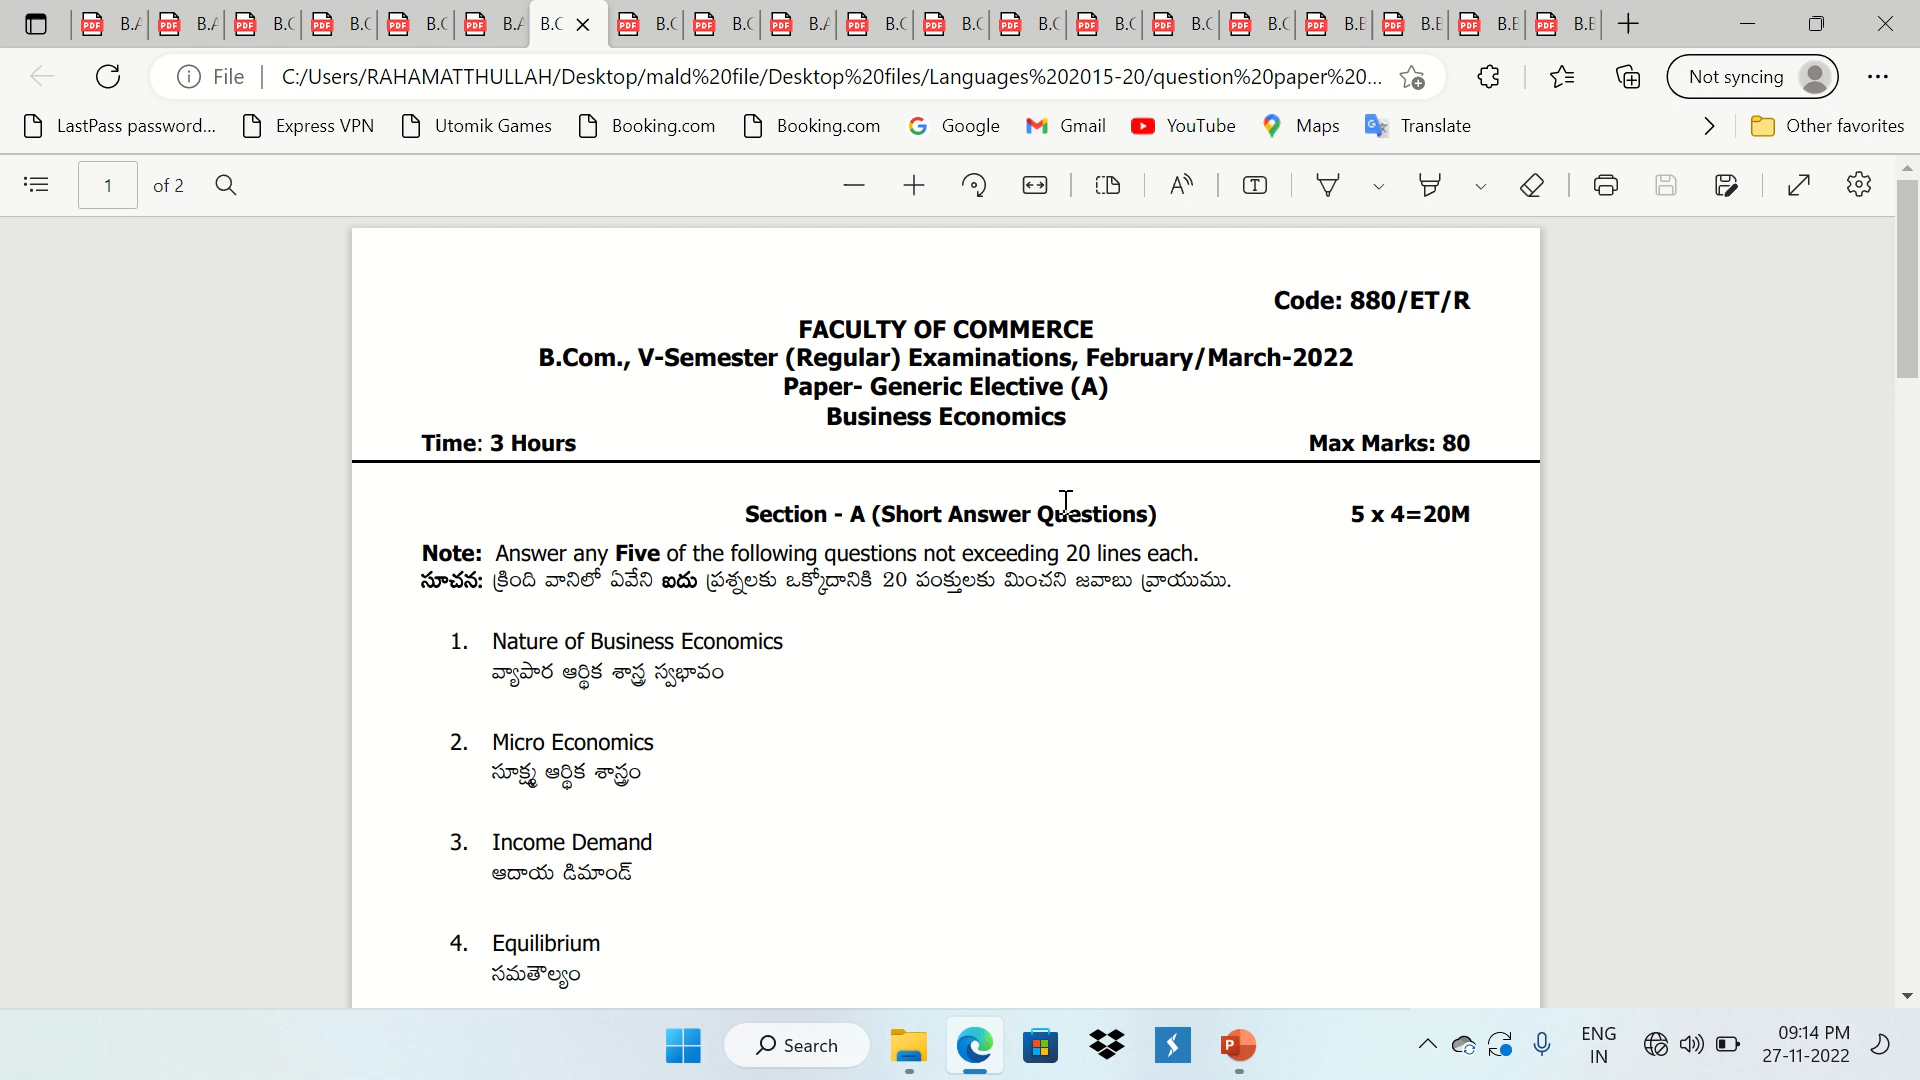 B.A B.A B.C B.C B.C B.A B.C B.C B.C B.A B.C B.C B.C B.C B.C B.C B.E B.E B.E B.E
File C:/Users/RAHAMATTHULLAH/Desktop/mald%20file/Desktop%20files/Languages%202015-20/question%20paper%20... Not syncing
LastPass password... Express VPN Utomik Games Booking.com Booking.com Google Gmail YouTube Maps Translate Other favorites
1 of 2
Code: 880/ET/R
FACULTY OF COMMERCE
B.Com., V-Semester (Regular) Examinations, February/March-2022
Paper- Generic Elective (A)
Business Economics
Time: 3 Hours Max Marks: 80
Section - A (Short Answer Questions) 5 x 4=20M
Note: Answer any Five of the following questions not exceeding 20 lines each.
సూచన: క్రింది వానిలో ఏవేని ఐదు ప్రశ్నలకు ఒక్కోదానికి 20 పంక్తులకు మించని జవాబు వ్రాయుము.
1. Nature of Business Economics
వ్యాపార ఆర్థిక శాస్త్ర స్వభావం
2. Micro Economics
సూక్ష్మ ఆర్థిక శాస్త్రం
3. Income Demand
ఆదాయ డిమాండ్
4. Equilibrium
సమతౌల్యం
Search
ENG
IN
09:14 PM
27-11-2022